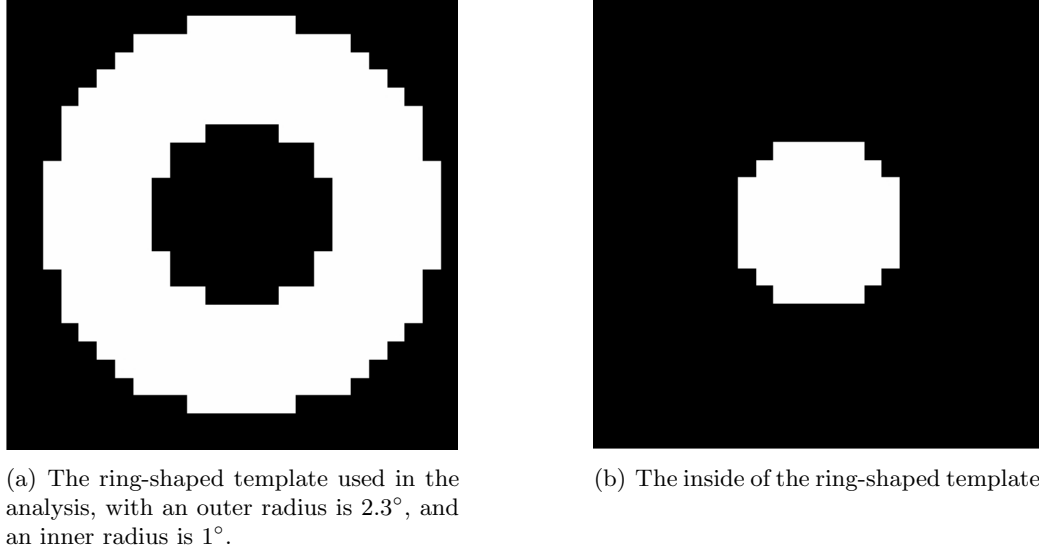 (a) The ring-shaped template used in the
analysis, with an outer radius is 2.3°, and
an inner radius is 1°.
(b) The inside of the ring-shaped template